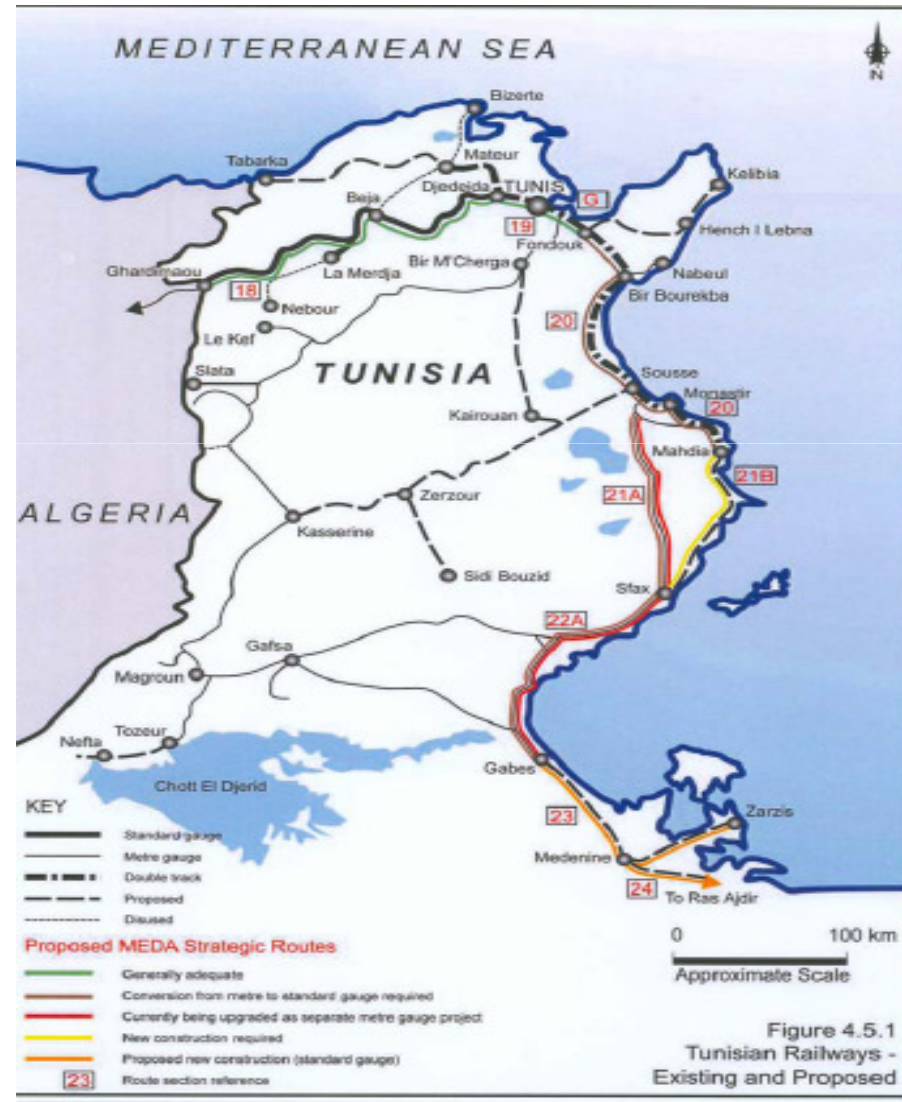 MEDITERRANEAN SEA
N
Bizerte
Tabarka
Mateur
Kelibia
Djedeida
TUNIS
G
Beja
19
Hench I Lebna
Fondouk
Ghardimaou
La Merdja
Bir M'Cherga
Nabeul
18
Bir Bourekba
Nebour
20
Le Kef
TUNISIA
Slata
Sousse
Monastir
20
Kairouan
Mahdia
21B
ALGERIA
Zerzour
21A
Kasserine
Sidi Bouzid
Sfax
22A
Gafsa
Magroun
Tozeur
Nefta
Gabes
Chott El Djerid
KEY
23
Zarzis
Standard gauge
Metre gauge
Medenine
Double track
24
To Ras Ajdir
Proposed
Disused
0 100 km
Approximate Scale
Proposed MEDA Strategic Routes
Generally adequate
Conversion from metre to standard gauge required
Currently being upgraded as separate metre gauge project
New construction required
Proposed new construction (standard gauge)
23 Route section reference
Figure 4.5.1
Tunisian Railways -
Existing and Proposed